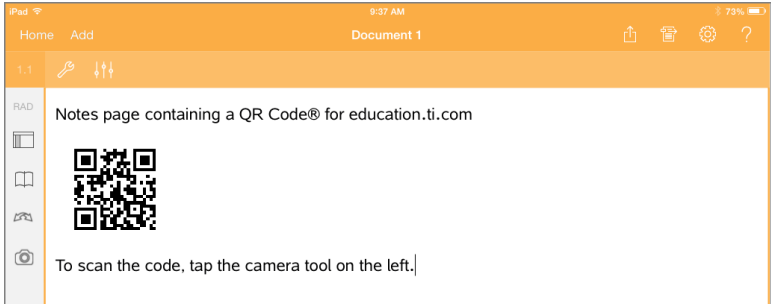 iPad 9:37 AM 73%
Home Add Document 1 ?
1.1
RAD
Notes page containing a QR Code® for education.ti.com
To scan the code, tap the camera tool on the left.